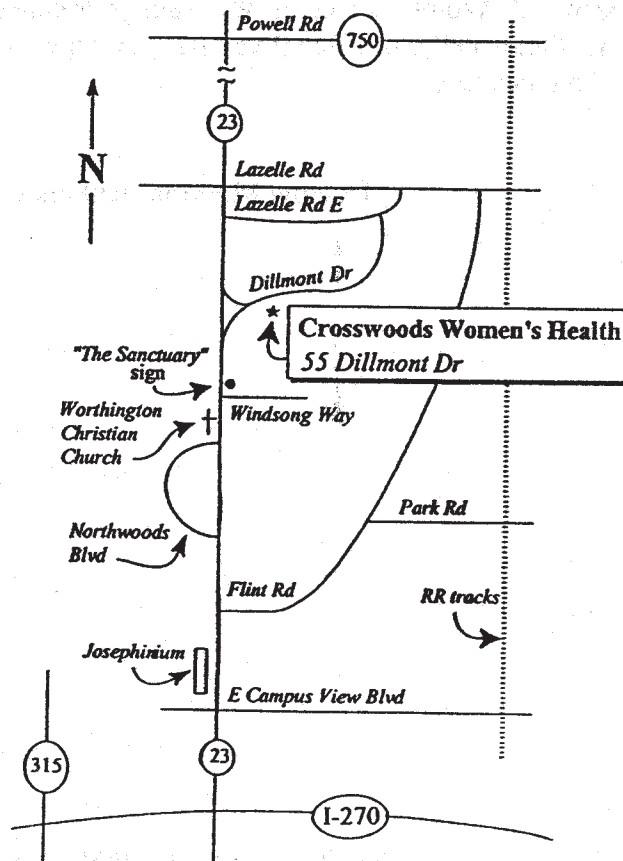 Powell Rd
750
23
N
Lazelle Rd
Lazelle Rd E
Dillmont Dr
Crosswoods Women's Health
55 Dillmont Dr
"The Sanctuary"
sign
Worthington
Christian
Church
Windsong Way
Park Rd
Northwoods
Blvd
Flint Rd
RR tracks
Josephinium
E Campus View Blvd
23
315
I-270